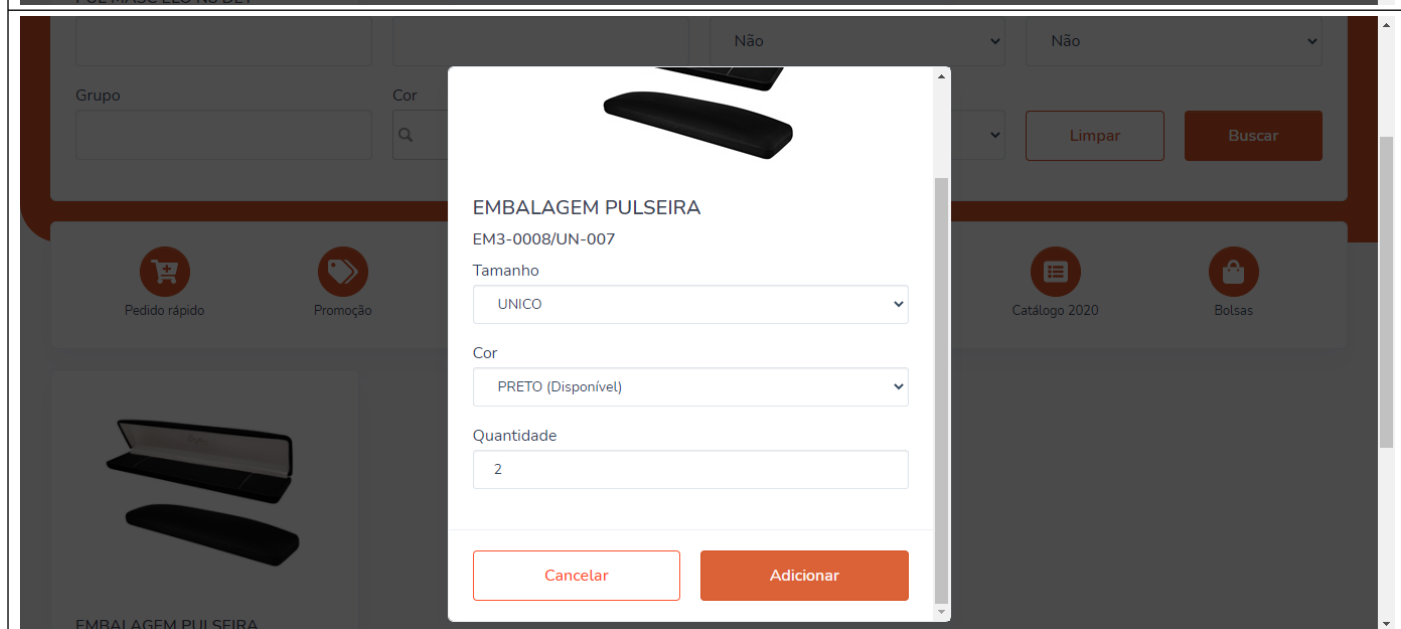 Não
Não
Grupo
Cor
Limpar
Buscar
EMBALAGEM PULSEIRA
EM3-0008/UN-007
Tamanho
UNICO
Cor
PRETO (Disponível)
Quantidade
2
Cancelar
Adicionar
Pedido rápido
Promoção
Catálogo 2020
Bolsas
EMBALAGEM PULSEIRA